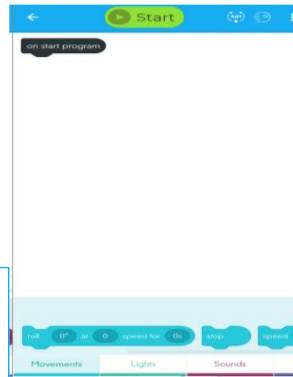 Start
on start program
roll 0° at 0 speed for 0s stop speed
Movements Lights Sounds